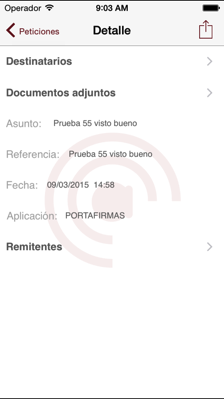 Operador 9:03 AM
Peticiones Detalle
Destinatarios
Documentos adjuntos
Asunto: Prueba 55 visto bueno
Referencia: Prueba 55 visto bueno
Fecha: 09/03/2015 14:58
Aplicación: PORTAFIRMAS
Remitentes